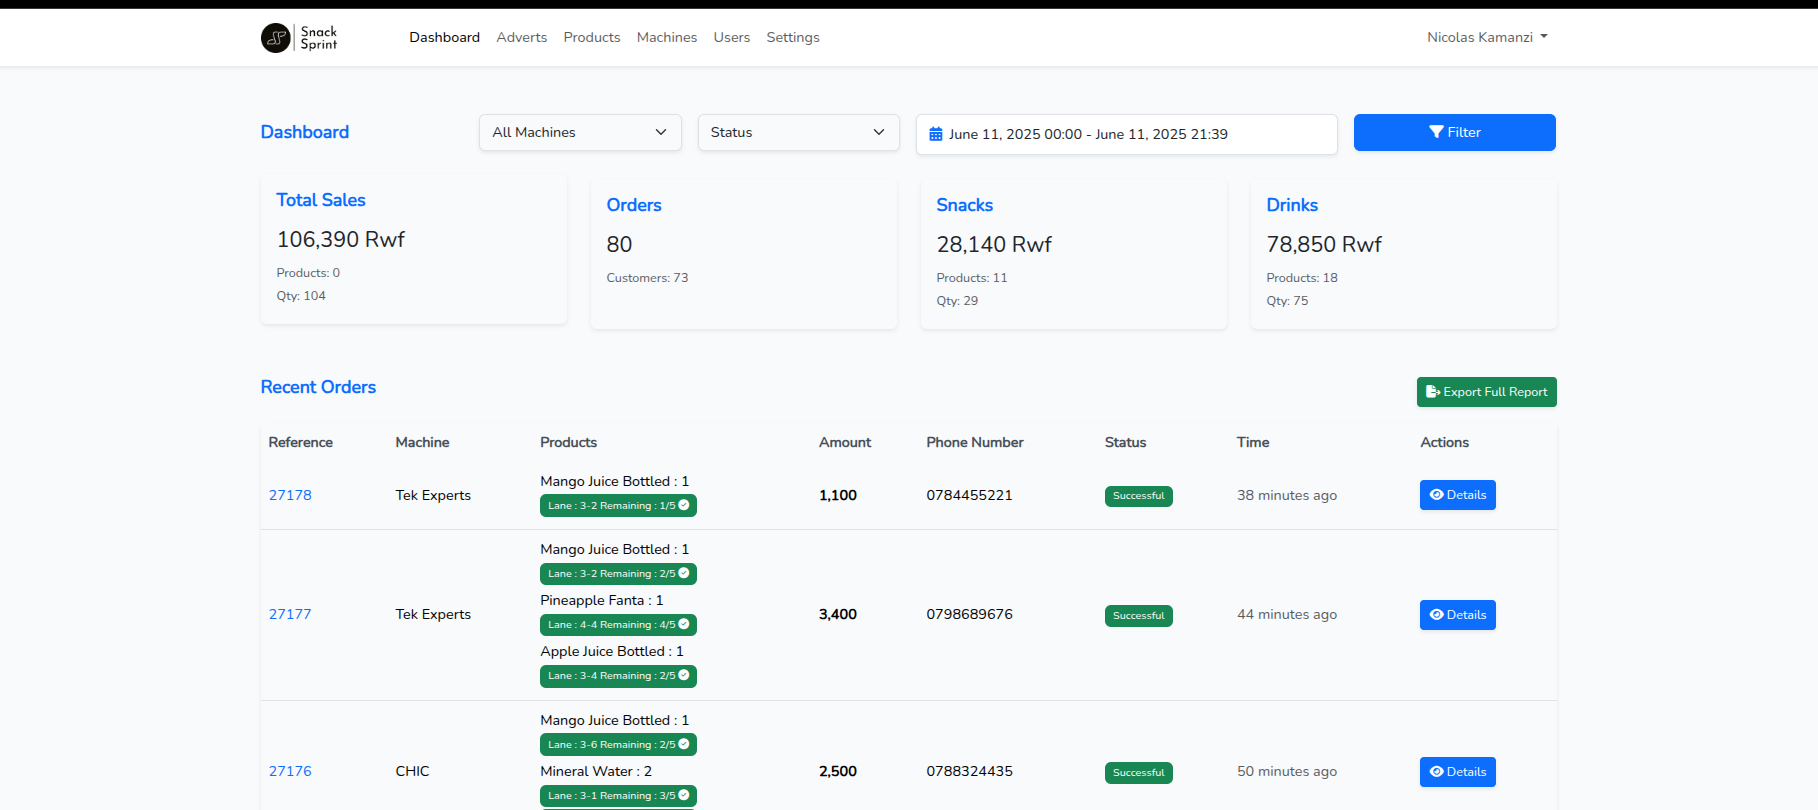 Snack
Sprint
Dashboard Adverts Products Machines Users Settings
Nicolas Kamanzi
Dashboard
All Machines
Status
June 11, 2025 00:00 - June 11, 2025 21:39
Filter
Total Sales
106,390 Rwf
Products: 0
Qty: 104
Orders
80
Customers: 73
Snacks
28,140 Rwf
Products: 11
Qty: 29
Drinks
78,850 Rwf
Products: 18
Qty: 75
Recent Orders
Export Full Report
Reference Machine Products Amount Phone Number Status Time Actions
Mango Juice Bottled : 1
27178 Tek Experts 1,100 0784455221 Successful 38 minutes ago Details
Lane : 3-2 Remaining : 1/5
Mango Juice Bottled : 1
Lane : 3-2 Remaining : 2/5
Pineapple Fanta : 1
27177 Tek Experts 3,400 0798689676 Successful 44 minutes ago Details
Lane : 4-4 Remaining : 4/5
Apple Juice Bottled : 1
Lane : 3-4 Remaining : 2/5
Mango Juice Bottled : 1
Lane : 3-6 Remaining : 2/5
27176 CHIC Mineral Water : 2 2,500 0788324435 Successful 50 minutes ago Details
Lane : 3-1 Remaining : 3/5